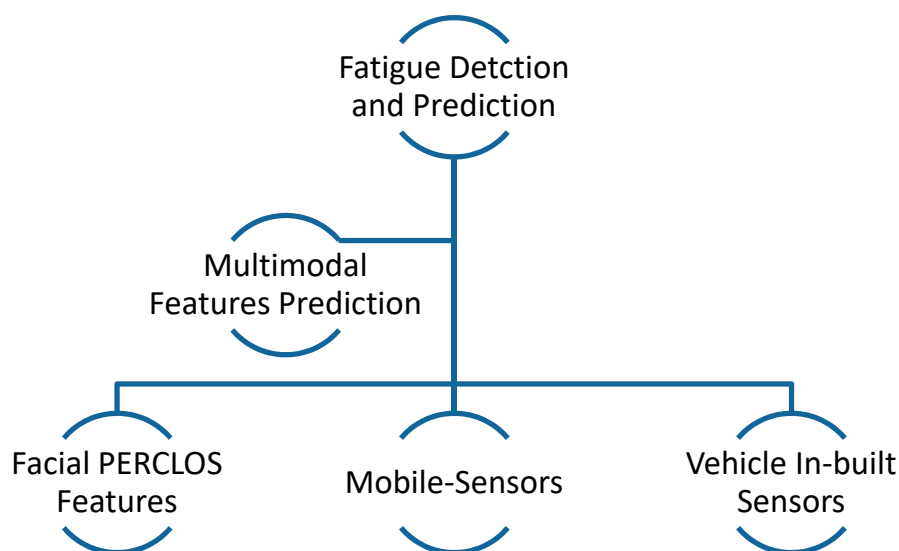 Fatigue Detction
and Prediction
Multimodal
Features Prediction
Facial PERCLOS
Features
Mobile-Sensors
Vehicle In-built
Sensors